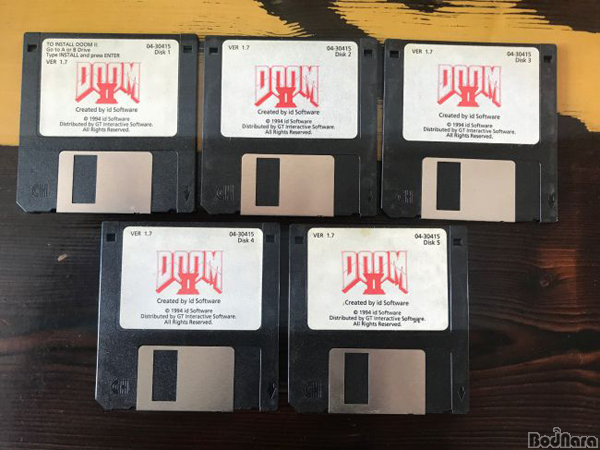 TO INSTALL DOOM II:
Go to A or B Drive
Type INSTALL and press ENTER
VER 1.7
04-30415
Disk 1
DOOM
II
Created by id Software
© 1994 id Software
Distributed by GT Interactive Software.
All Rights Reserved.
VER 1.7
04-30415
Disk 2
DOOM
II
Created by id Software
© 1994 id Software
Distributed by GT Interactive Software.
All Rights Reserved.
VER 1.7
04-30415
Disk 3
DOOM
II
Created by id Software
© 1994 id Software
Distributed by GT Interactive Software.
All Rights Reserved.
HD
HD
HD
VER 1.7
04-30415
Disk 4
DOOM
II
Created by id Software
© 1994 id Software
Distributed by GT Interactive Software.
All Rights Reserved.
VER 1.7
04-30415
Disk 5
DOOM
II
Created by id Software
© 1994 id Software
Distributed by GT Interactive Software.
All Rights Reserved.
HD
HD
BodNara